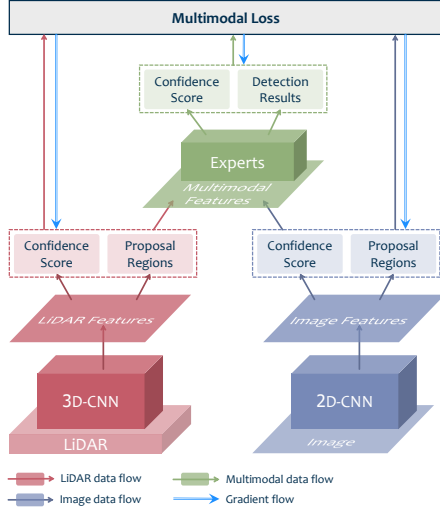 Multimodal Loss
Confidence
Score
Detection
Results
Experts
Multimodal
Features
Confidence
Score
Proposal
Regions
Confidence
Score
Proposal
Regions
LiDAR Features
Image Features
3D-CNN
2D-CNN
LiDAR
Image
LiDAR data flow
Multimodal data flow
Image data flow
Gradient flow